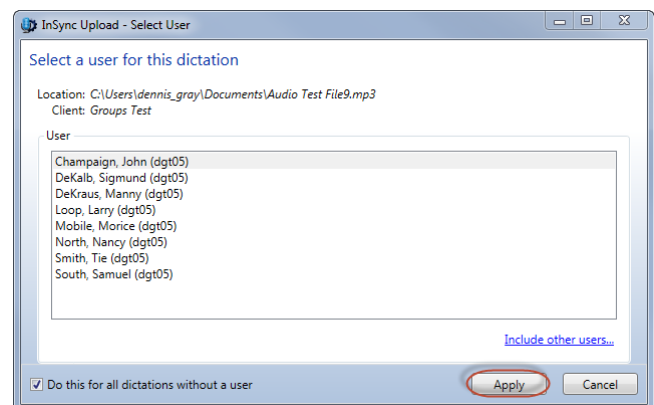 InSync Upload - Select User
Select a user for this dictation
Location: C:\Users\dennis_gray\Documents\Audio Test File9.mp3
Client: Groups Test
User
Champaign, John (dgt05)
DeKalb, Sigmund (dgt05)
DeKraus, Manny (dgt05)
Loop, Larry (dgt05)
Mobile, Morice (dgt05)
North, Nancy (dgt05)
Smith, Tie (dgt05)
South, Samuel (dgt05)
Include other users...
Do this for all dictations without a user
Apply
Cancel